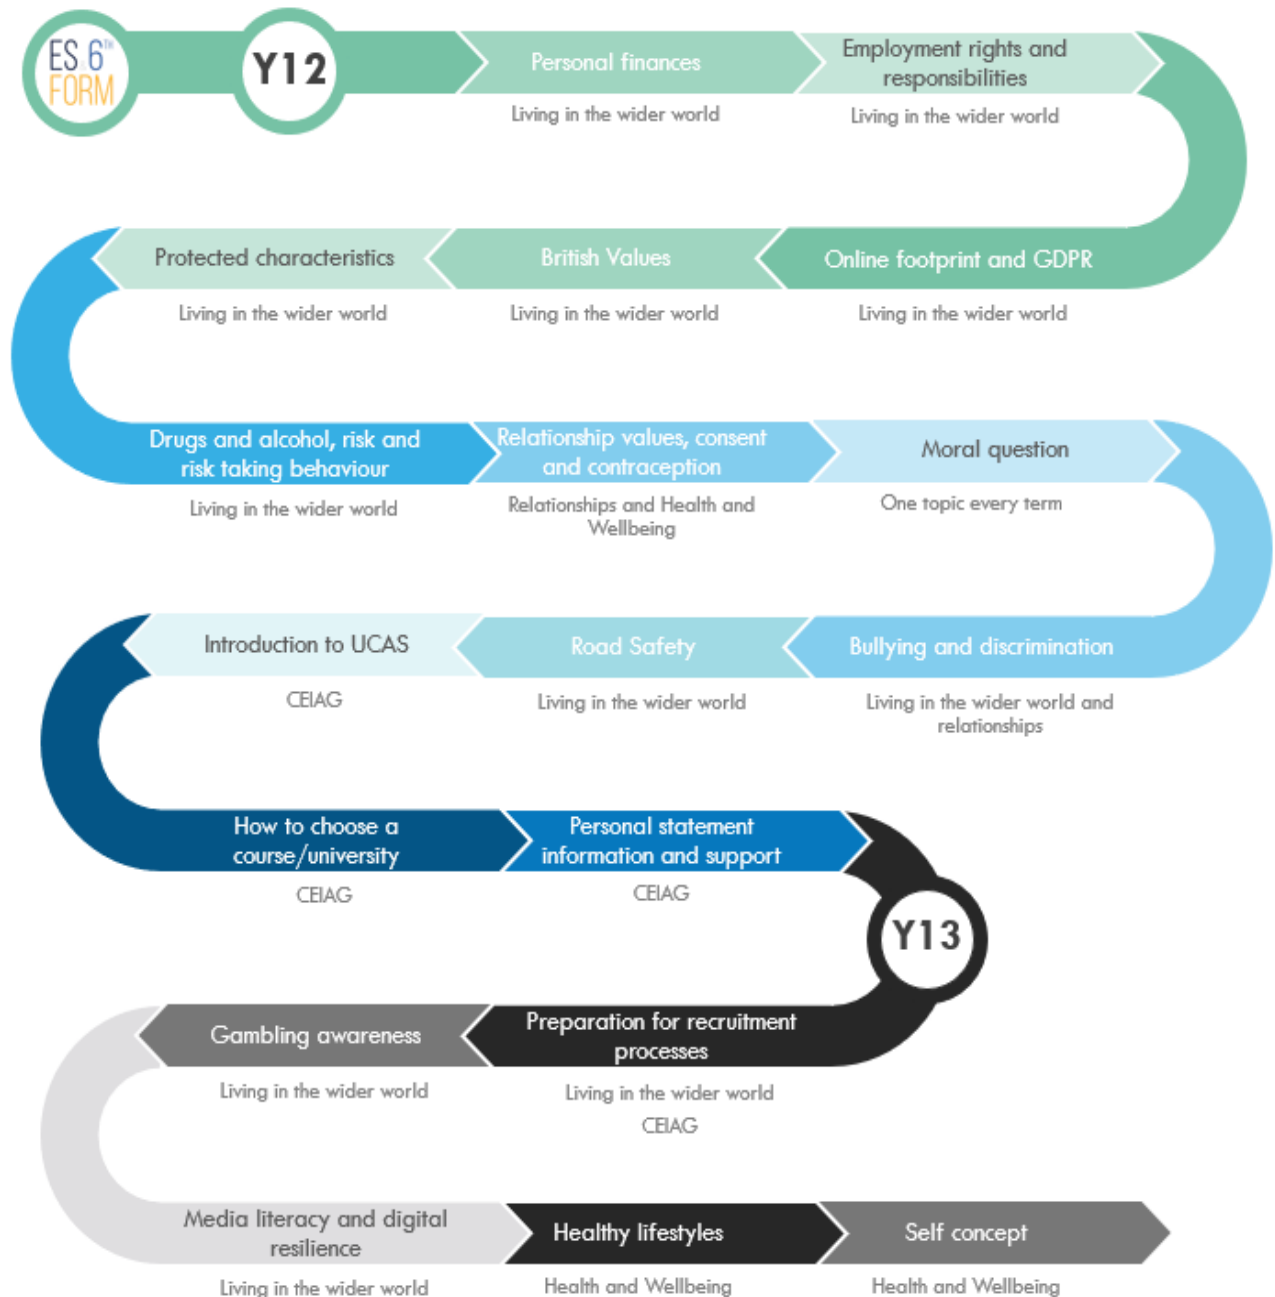 ES 6TH
FORM
Y12
Personal finances
Living in the wider world
Employment rights and
responsibilities
Living in the wider world
Online footprint and GDPR
Living in the wider world
British Values
Living in the wider world
Protected characteristics
Living in the wider world
Drugs and alcohol, risk and
risk taking behaviour
Living in the wider world
Relationship values, consent
and contraception
Relationships and Health and
Wellbeing
Moral question
One topic every term
Bullying and discrimination
Living in the wider world and
relationships
Road Safety
Living in the wider world
Introduction to UCAS
CEIAG
How to choose a
course/university
CEIAG
Personal statement
information and support
CEIAG
Y13
Preparation for recruitment
processes
Living in the wider world
CEIAG
Gambling awareness
Living in the wider world
Media literacy and digital
resilience
Living in the wider world
Healthy lifestyles
Health and Wellbeing
Self concept
Health and Wellbeing